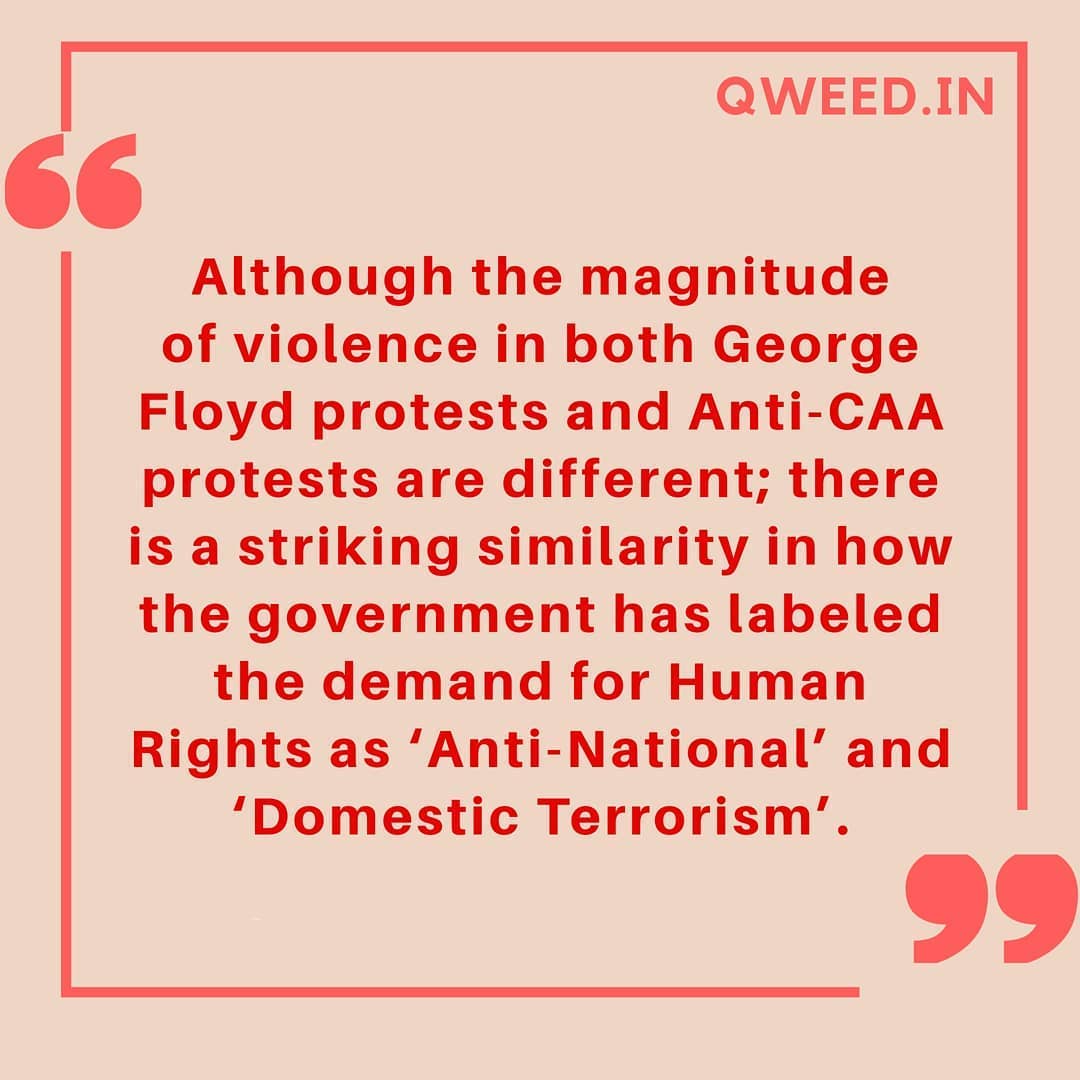 QWEED.IN
“
Although the magnitude
of violence in both George
Floyd protests and Anti-CAA
protests are different; there
is a striking similarity in how
the government has labeled
the demand for Human
Rights as ‘Anti-National’ and
‘Domestic Terrorism’.
”